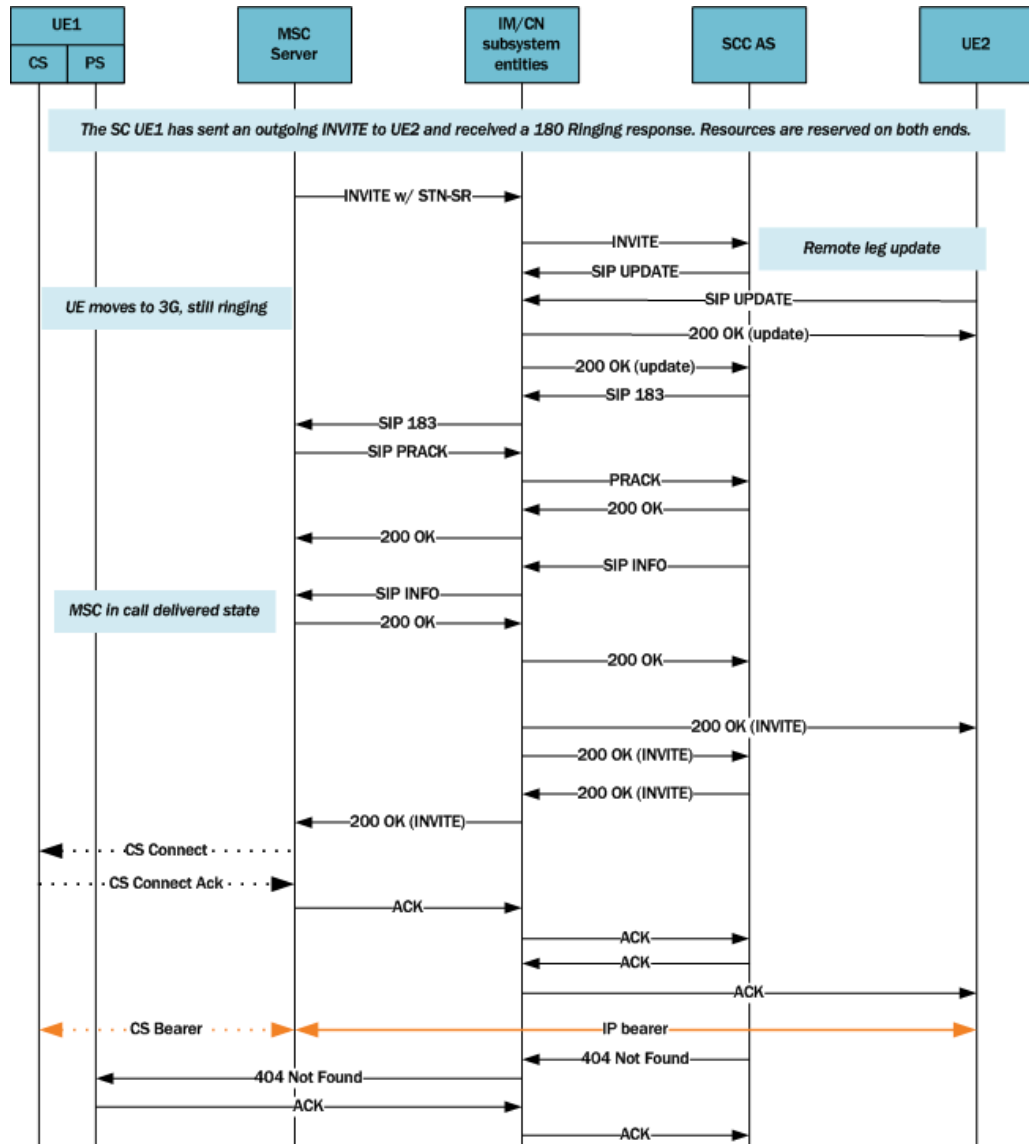 UE1
CS
PS
MSC
Server
IM/CN
subsystem
entities
SCC AS
UE2
The SC UE1 has sent an outgoing INVITE to UE2 and received a 180 Ringing response. Resources are reserved on both ends.
INVITE w/ STN-SR
INVITE
Remote leg update
SIP UPDATE
UE moves to 3G, still ringing
SIP UPDATE
200 OK (update)
200 OK (update)
SIP 183
SIP 183
SIP PRACK
PRACK
200 OK
200 OK
SIP INFO
SIP INFO
MSC in call delivered state
200 OK
200 OK
200 OK (INVITE)
200 OK (INVITE)
200 OK (INVITE)
200 OK (INVITE)
CS Connect
CS Connect Ack
ACK
ACK
ACK
ACK
CS Bearer
IP bearer
404 Not Found
404 Not Found
ACK
ACK